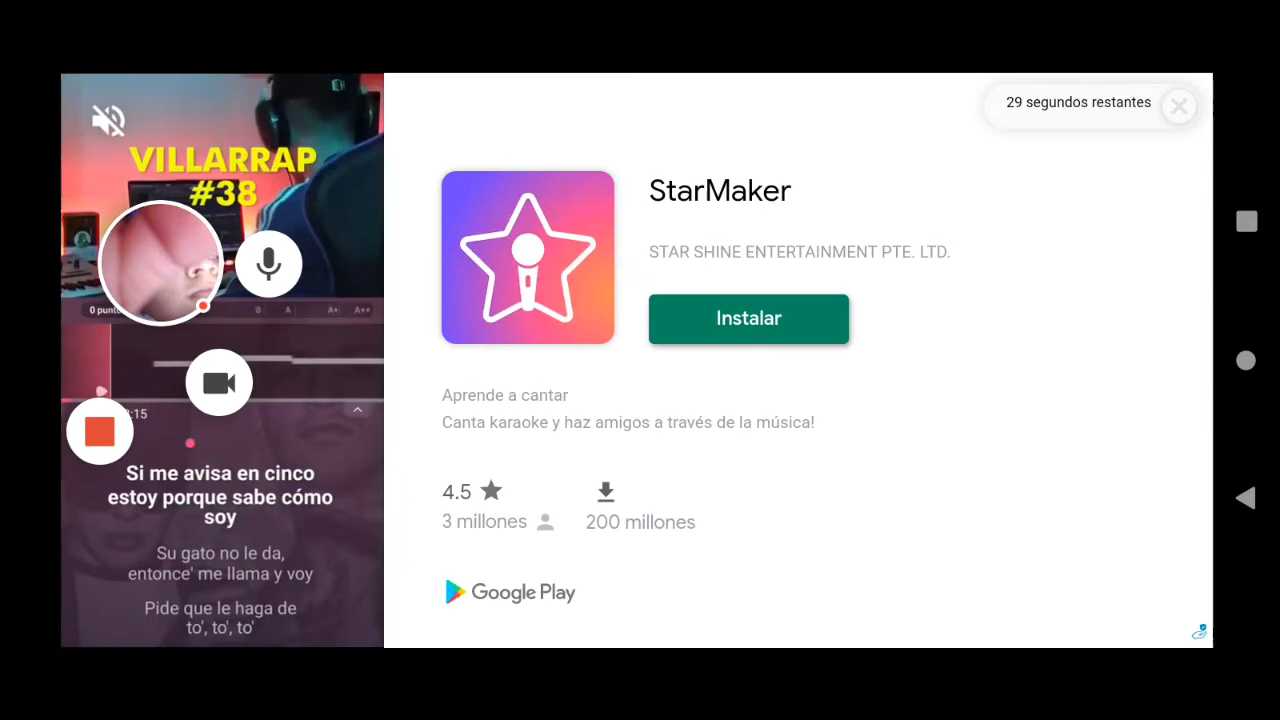 VILLARRAP
#38
0 punt
B A A+ A++
:15
Si me avisa en cinco
estoy porque sabe cómo
soy
Su gato no le da,
entonce' me llama y voy
Pide que le haga de
to', to', to'
29 segundos restantes
StarMaker
STAR SHINE ENTERTAINMENT PTE. LTD.
Instalar
Aprende a cantar
Canta karaoke y haz amigos a través de la música!
4.5
3 millones
200 millones
Google Play